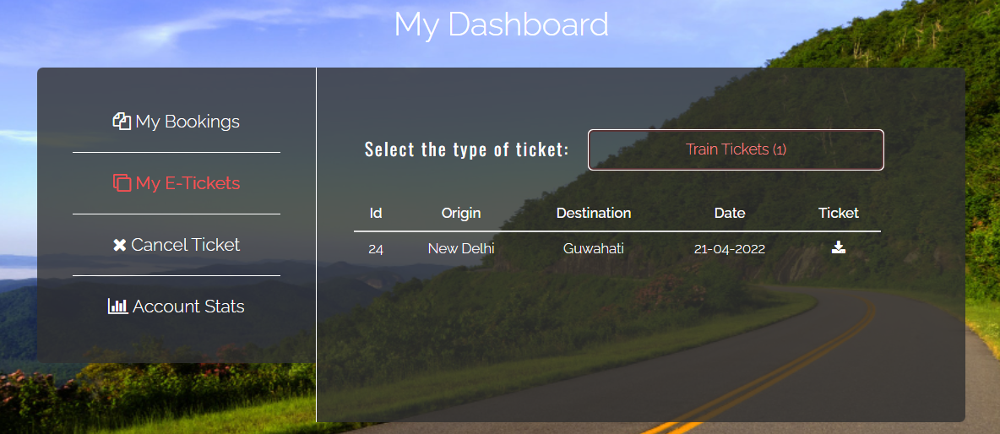 My Dashboard
My Bookings
My E-Tickets
Cancel Ticket
Account Stats
Select the type of ticket: Train Tickets (1)
Id Origin Destination Date Ticket
24 New Delhi Guwahati 21-04-2022